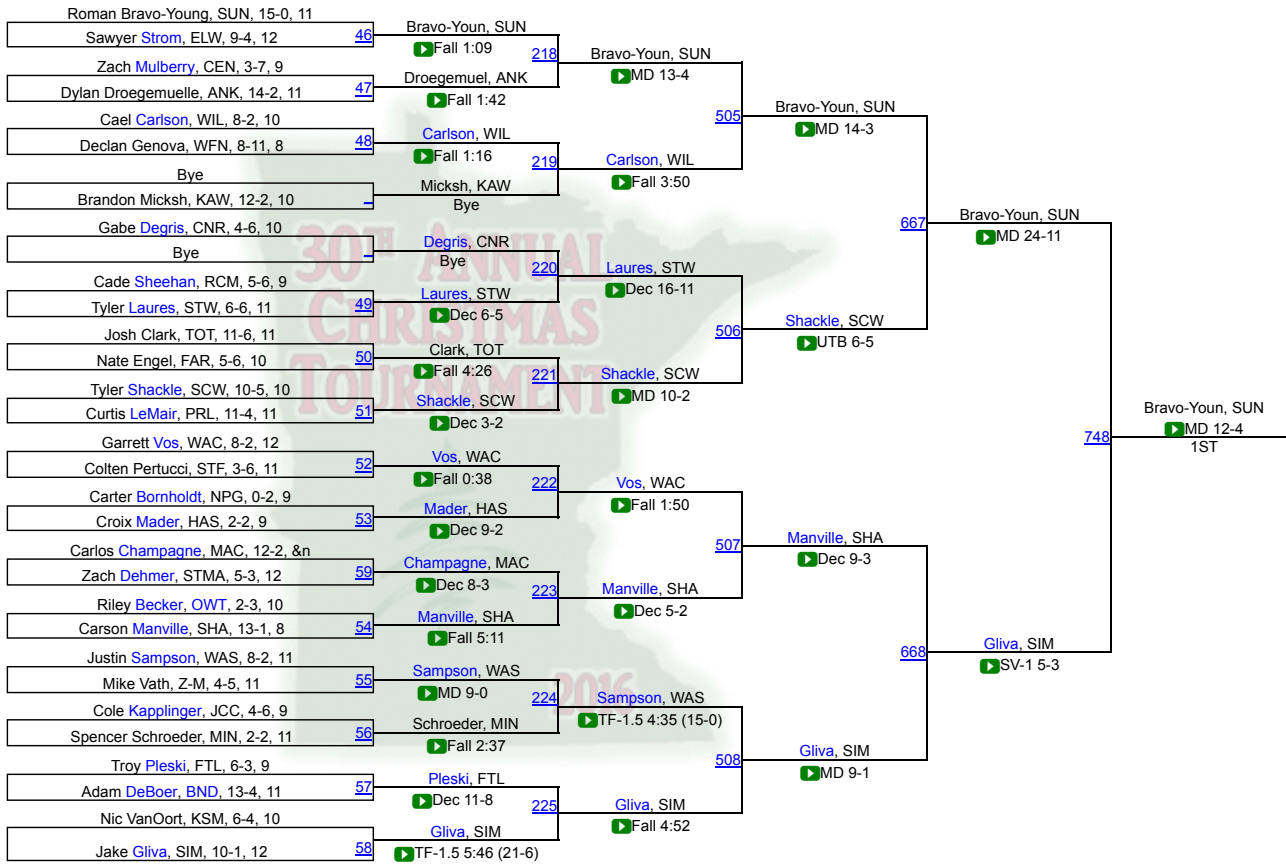 Roman Bravo-Young, SUN, 15-0, 11
Sawyer Strom, ELW, 9-4, 12
46
Zach Mulberry, CEN, 3-7, 9
Dylan Droegemuelle, ANK, 14-2, 11
47
Cael Carlson, WIL, 8-2, 10
Declan Genova, WFN, 8-11, 8
48
Bye
Brandon Micksh, KAW, 12-2, 10
Gabe Degris, CNR, 4-6, 10
Bye
Cade Sheehan, RCM, 5-6, 9
Tyler Laures, STW, 6-6, 11
49
Josh Clark, TOT, 11-6, 11
Nate Engel, FAR, 5-6, 10
50
Tyler Shackle, SCW, 10-5, 10
Curtis LeMair, PRL, 11-4, 11
51
Garrett Vos, WAC, 8-2, 12
Colten Pertucci, STF, 3-6, 11
52
Carter Bornholdt, NPG, 0-2, 9
Croix Mader, HAS, 2-2, 9
53
Carlos Champagne, MAC, 12-2, &n
Zach Dehmer, STMA, 5-3, 12
59
Riley Becker, OWT, 2-3, 10
Carson Manville, SHA, 13-1, 8
54
Justin Sampson, WAS, 8-2, 11
Mike Vath, Z-M, 4-5, 11
55
Cole Kapplinger, JCC, 4-6, 9
Spencer Schroeder, MIN, 2-2, 11
56
Troy Pleski, FTL, 6-3, 9
Adam DeBoer, BND, 13-4, 11
57
Nic VanOort, KSM, 6-4, 10
Jake Gliva, SIM, 10-1, 12
58
Bravo-Youn, SUN
Fall 1:09
218
Droegemuel, ANK
Fall 1:42
Carlson, WIL
Fall 1:16
219
Micksh, KAW
Bye
Degris, CNR
Bye
220
Laures, STW
Dec 6-5
Clark, TOT
Fall 4:26
221
Shackle, SCW
Dec 3-2
Vos, WAC
Fall 0:38
222
Mader, HAS
Dec 9-2
Champagne, MAC
Dec 8-3
223
Manville, SHA
Fall 5:11
Sampson, WAS
MD 9-0
224
Schroeder, MIN
Fall 2:37
Pleski, FTL
Dec 11-8
225
Gliva, SIM
TF-1.5 5:46 (21-6)
Bravo-Youn, SUN
MD 13-4
505
Carlson, WIL
Fall 3:50
Laures, STW
Dec 16-11
506
Shackle, SCW
MD 10-2
Vos, WAC
Fall 1:50
507
Manville, SHA
Dec 5-2
Sampson, WAS
TF-1.5 4:35 (15-0)
508
Gliva, SIM
Fall 4:52
Bravo-Youn, SUN
MD 14-3
667
Shackle, SCW
UTB 6-5
Manville, SHA
Dec 9-3
668
Gliva, SIM
MD 9-1
Bravo-Youn, SUN
MD 24-11
748
Gliva, SIM
SV-1 5-3
Bravo-Youn, SUN
MD 12-4
1ST
30TH ANNUAL
CHRISTMAS
TOURNAMENT
2016